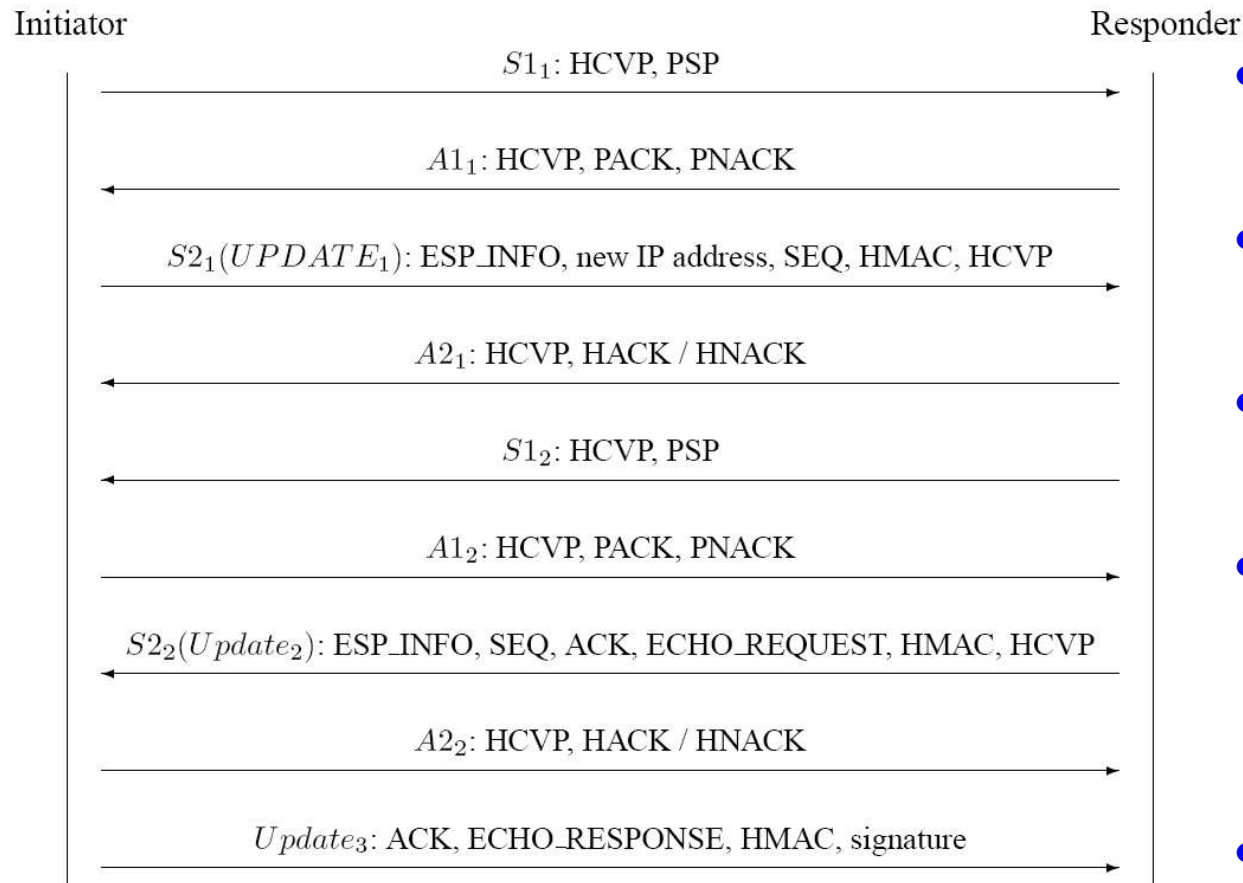 Initiator Responder
S1₁: HCVP, PSP
A1₁: HCVP, PACK, PNACK
S2₁(UPDATE₁): ESP_INFO, new IP address, SEQ, HMAC, HCVP
A2₁: HCVP, HACK / HNACK
S1₂: HCVP, PSP
A1₂: HCVP, PACK, PNACK
S2₂(Update₂): ESP_INFO, SEQ, ACK, ECHO_REQUEST, HMAC, HCVP
A2₂: HCVP, HACK / HNACK
Update₃: ACK, ECHO_RESPONSE, HMAC, signature